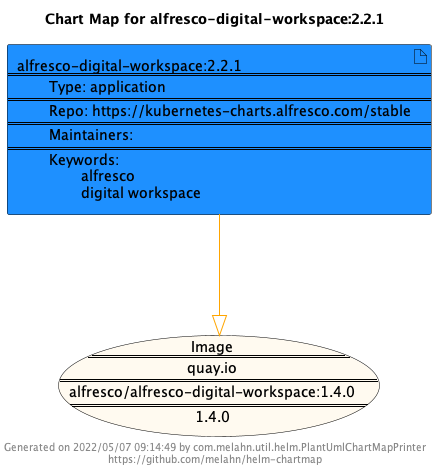 Chart Map for alfresco-digital-workspace:2.2.1
alfresco-digital-workspace:2.2.1
Type: application
Repo: https://kubernetes-charts.alfresco.com/stable
Maintainers:
Keywords:
alfresco
digital workspace
Image
quay.io
alfresco/alfresco-digital-workspace:1.4.0
1.4.0
Generated on 2022/05/07 09:14:49 by com.melahn.util.helm.PlantUmlChartMapPrinter
https://github.com/melahn/helm-chartmap